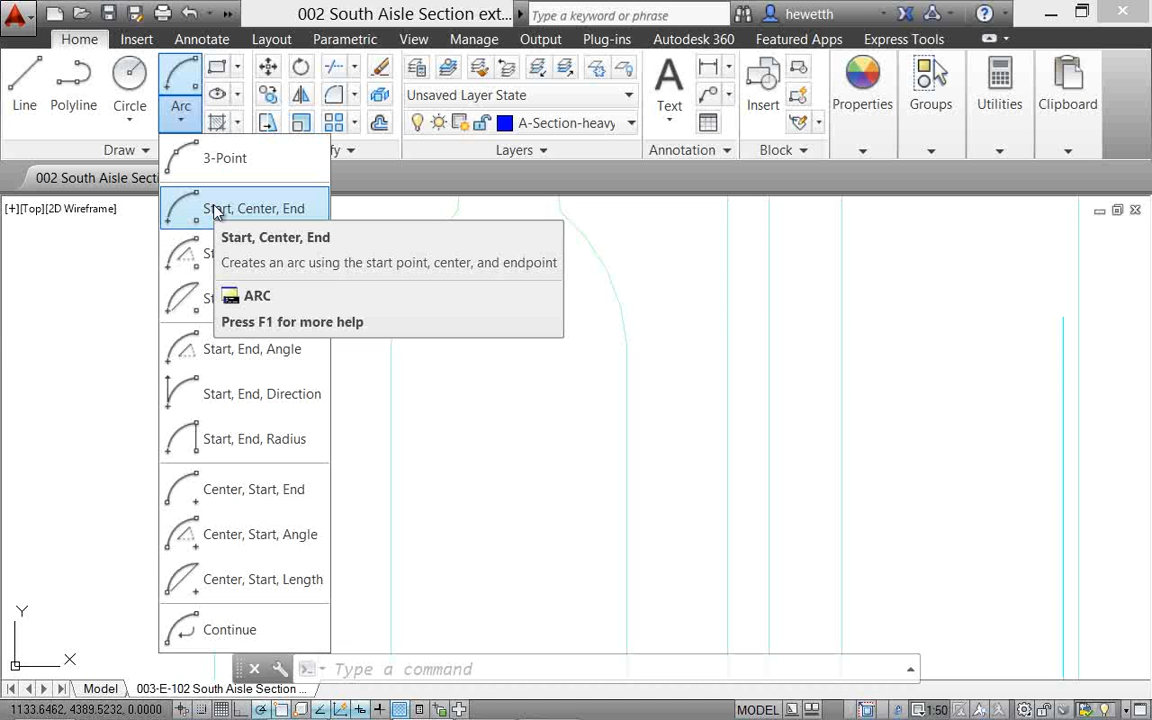 002 South Aisle Section ext...
Type a keyword or phrase
hewetth
Home Insert Annotate Layout Parametric View Manage Output Plug-ins Autodesk 360 Featured Apps Express Tools
Line Polyline Circle Arc
Unsaved Layer State
A-Section-heavy
Text Insert Properties Groups Utilities Clipboard
Draw fy Layers Annotation Block
002 South Aisle Secti
[+][Top][2D Wireframe]
3-Point
Start, Center, End
St
St
Start, Center, End
Creates an arc using the start point, center, and endpoint
ARC
Press F1 for more help
Start, End, Angle
Start, End, Direction
Start, End, Radius
Center, Start, End
Center, Start, Angle
Center, Start, Length
Continue
Y
X
Type a command
Model 003-E-102 South Aisle Section ...
1133.6462, 4389.5232, 0.0000 MODEL 1:50